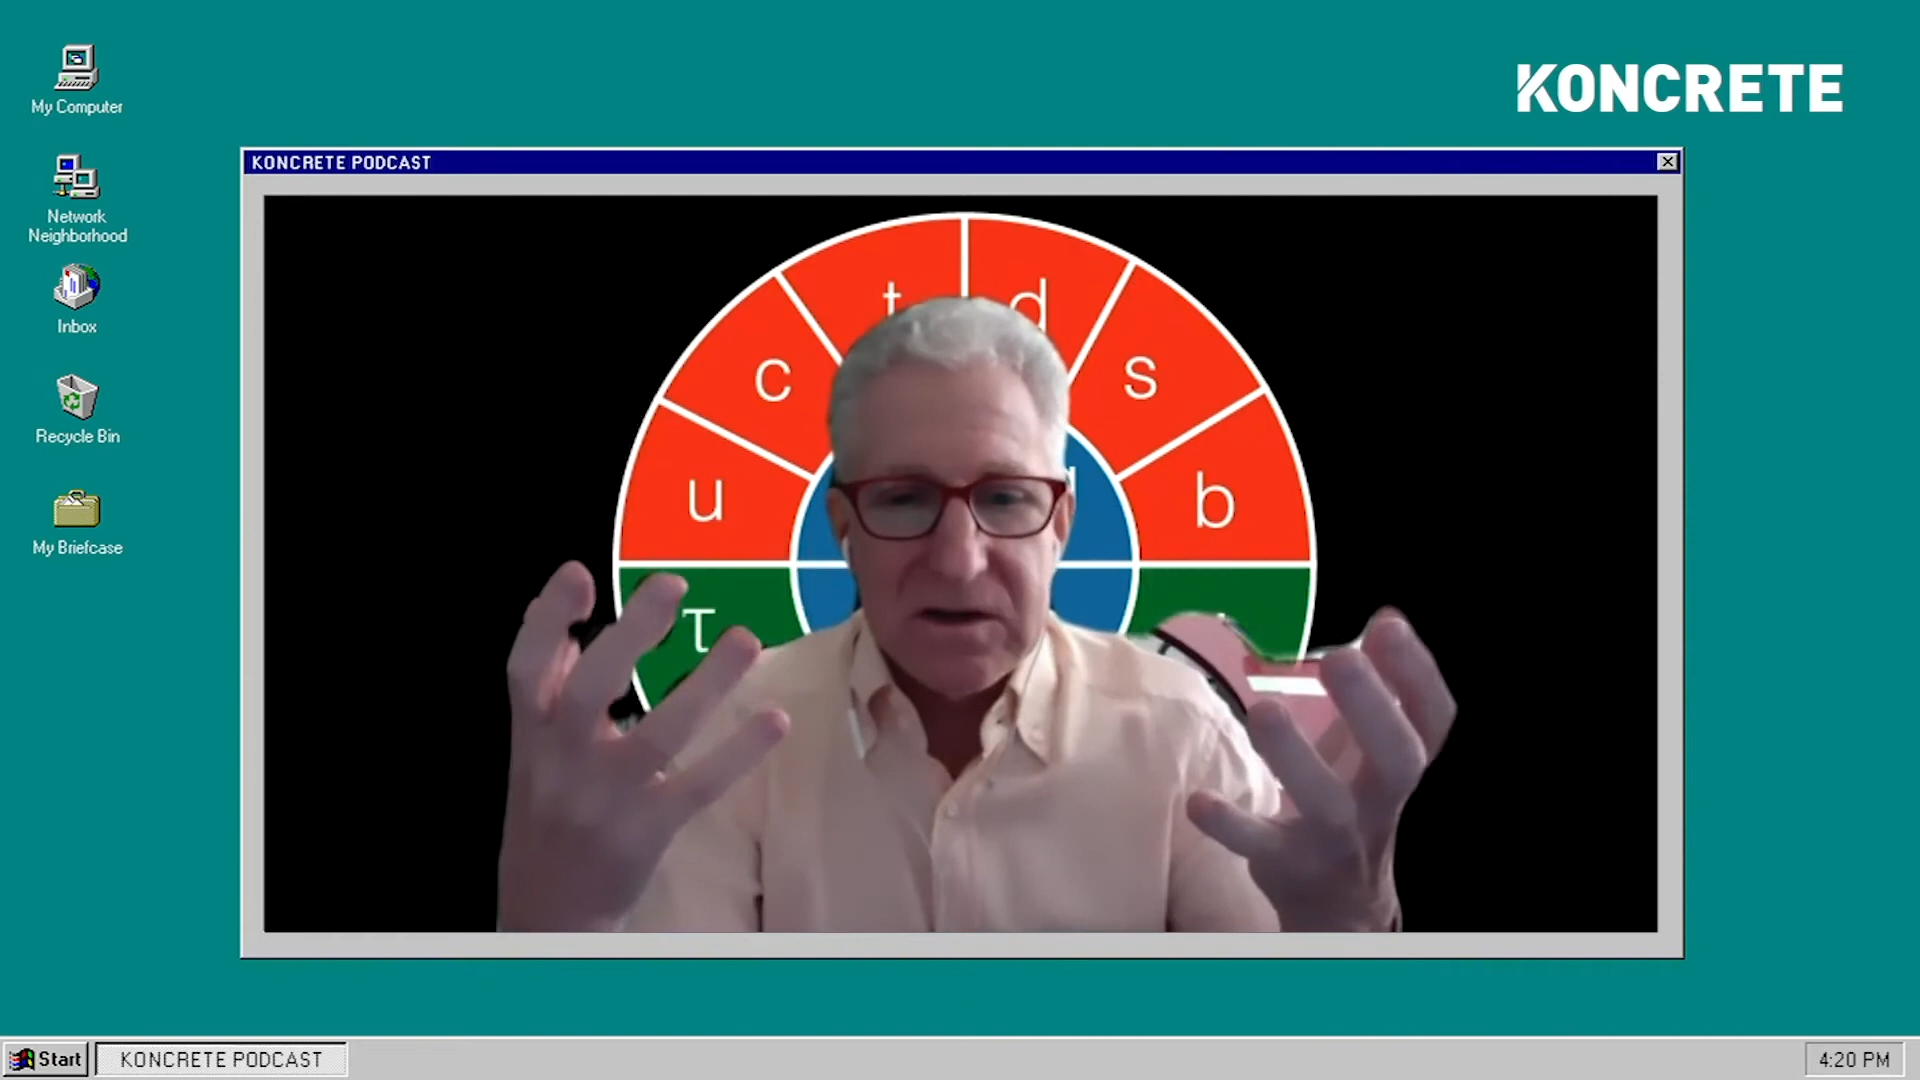 My Computer
Network
Neighborhood
Inbox
Recycle Bin
My Briefcase
KONCRETE
KONCRETE PODCAST
t
d
c
s
u
b
τ
Start
KONCRETE PODCAST
4:20 PM